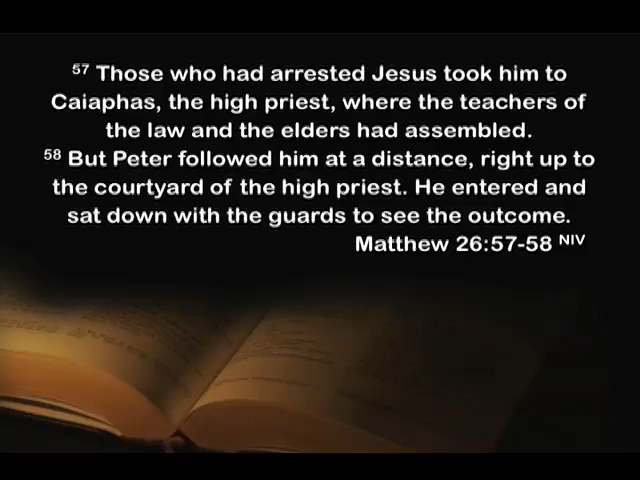 57 Those who had arrested Jesus took him to
Caiaphas, the high priest, where the teachers of
the law and the elders had assembled.
58 But Peter followed him at a distance, right up to
the courtyard of the high priest. He entered and
sat down with the guards to see the outcome.
Matthew 26:57-58 NIV